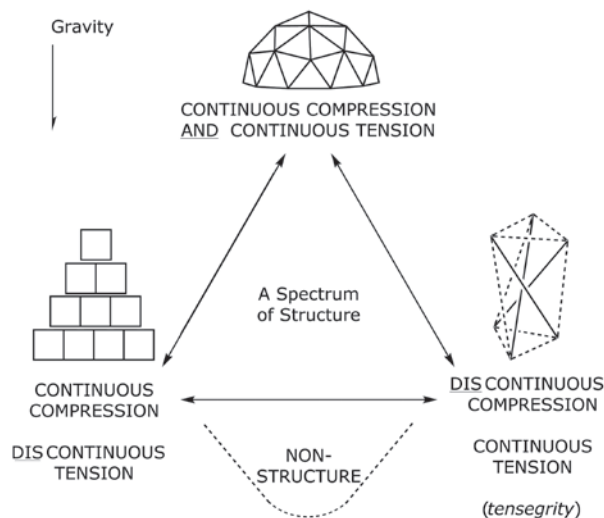 Gravity
CONTINUOUS COMPRESSION
AND CONTINUOUS TENSION
A Spectrum
of Structure
CONTINUOUS
COMPRESSION
DISCONTINUOUS
TENSION
DISCONTINUOUS
COMPRESSION
CONTINUOUS
TENSION
(tensegrity)
NON-
STRUCTURE